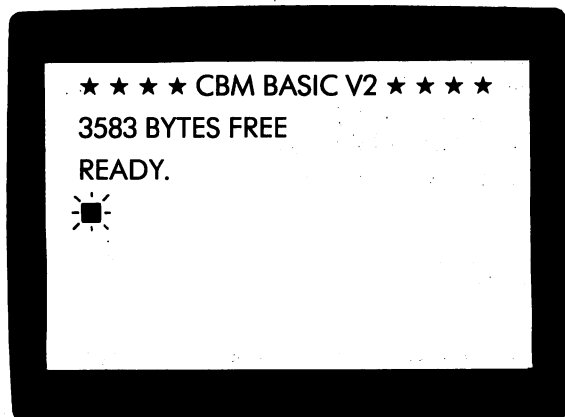 ★ ★ ★ ★ CBM BASIC V2 ★ ★ ★ ★
3583 BYTES FREE
READY.